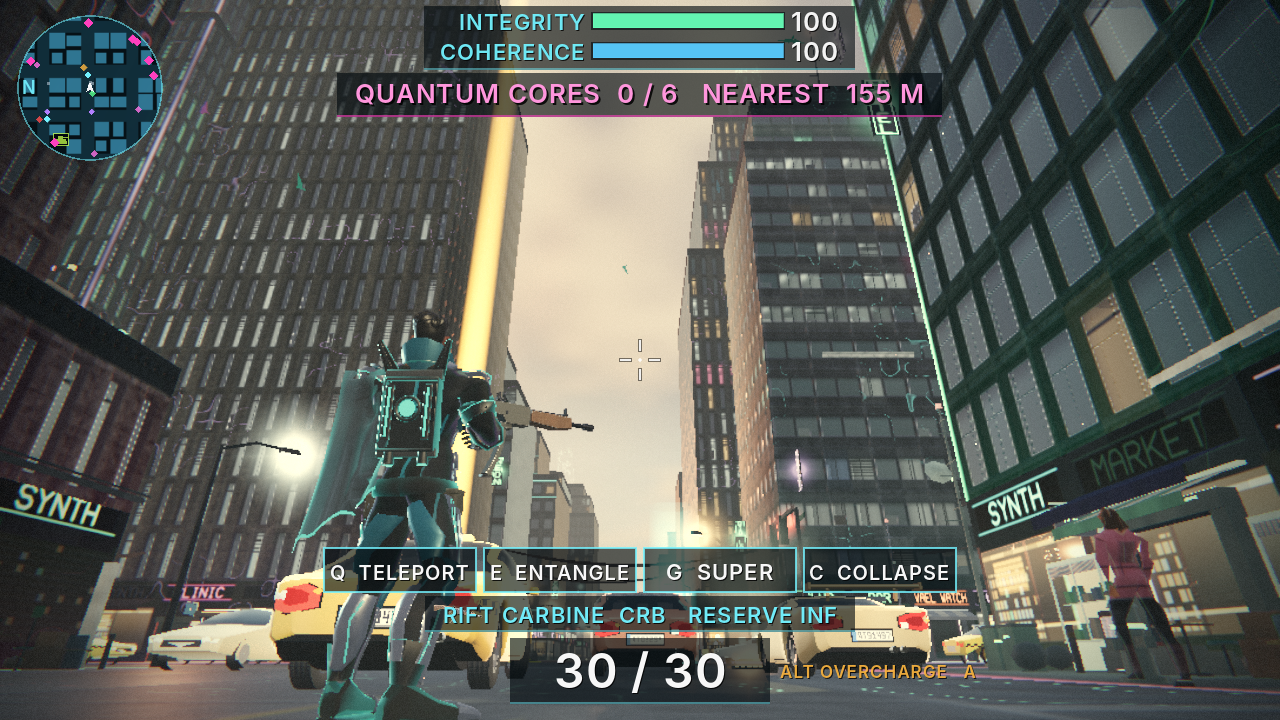 INTEGRITY 100
COHERENCE 100
QUANTUM CORES 0 / 6 NEAREST 155 M
N
SYNTH
MARKET
SYNTH
Q TELEPORT
E ENTANGLE
G SUPER
C COLLAPSE
RIFT CARBINE CRB RESERVE INF
30 / 30
ALT OVERCHARGE A